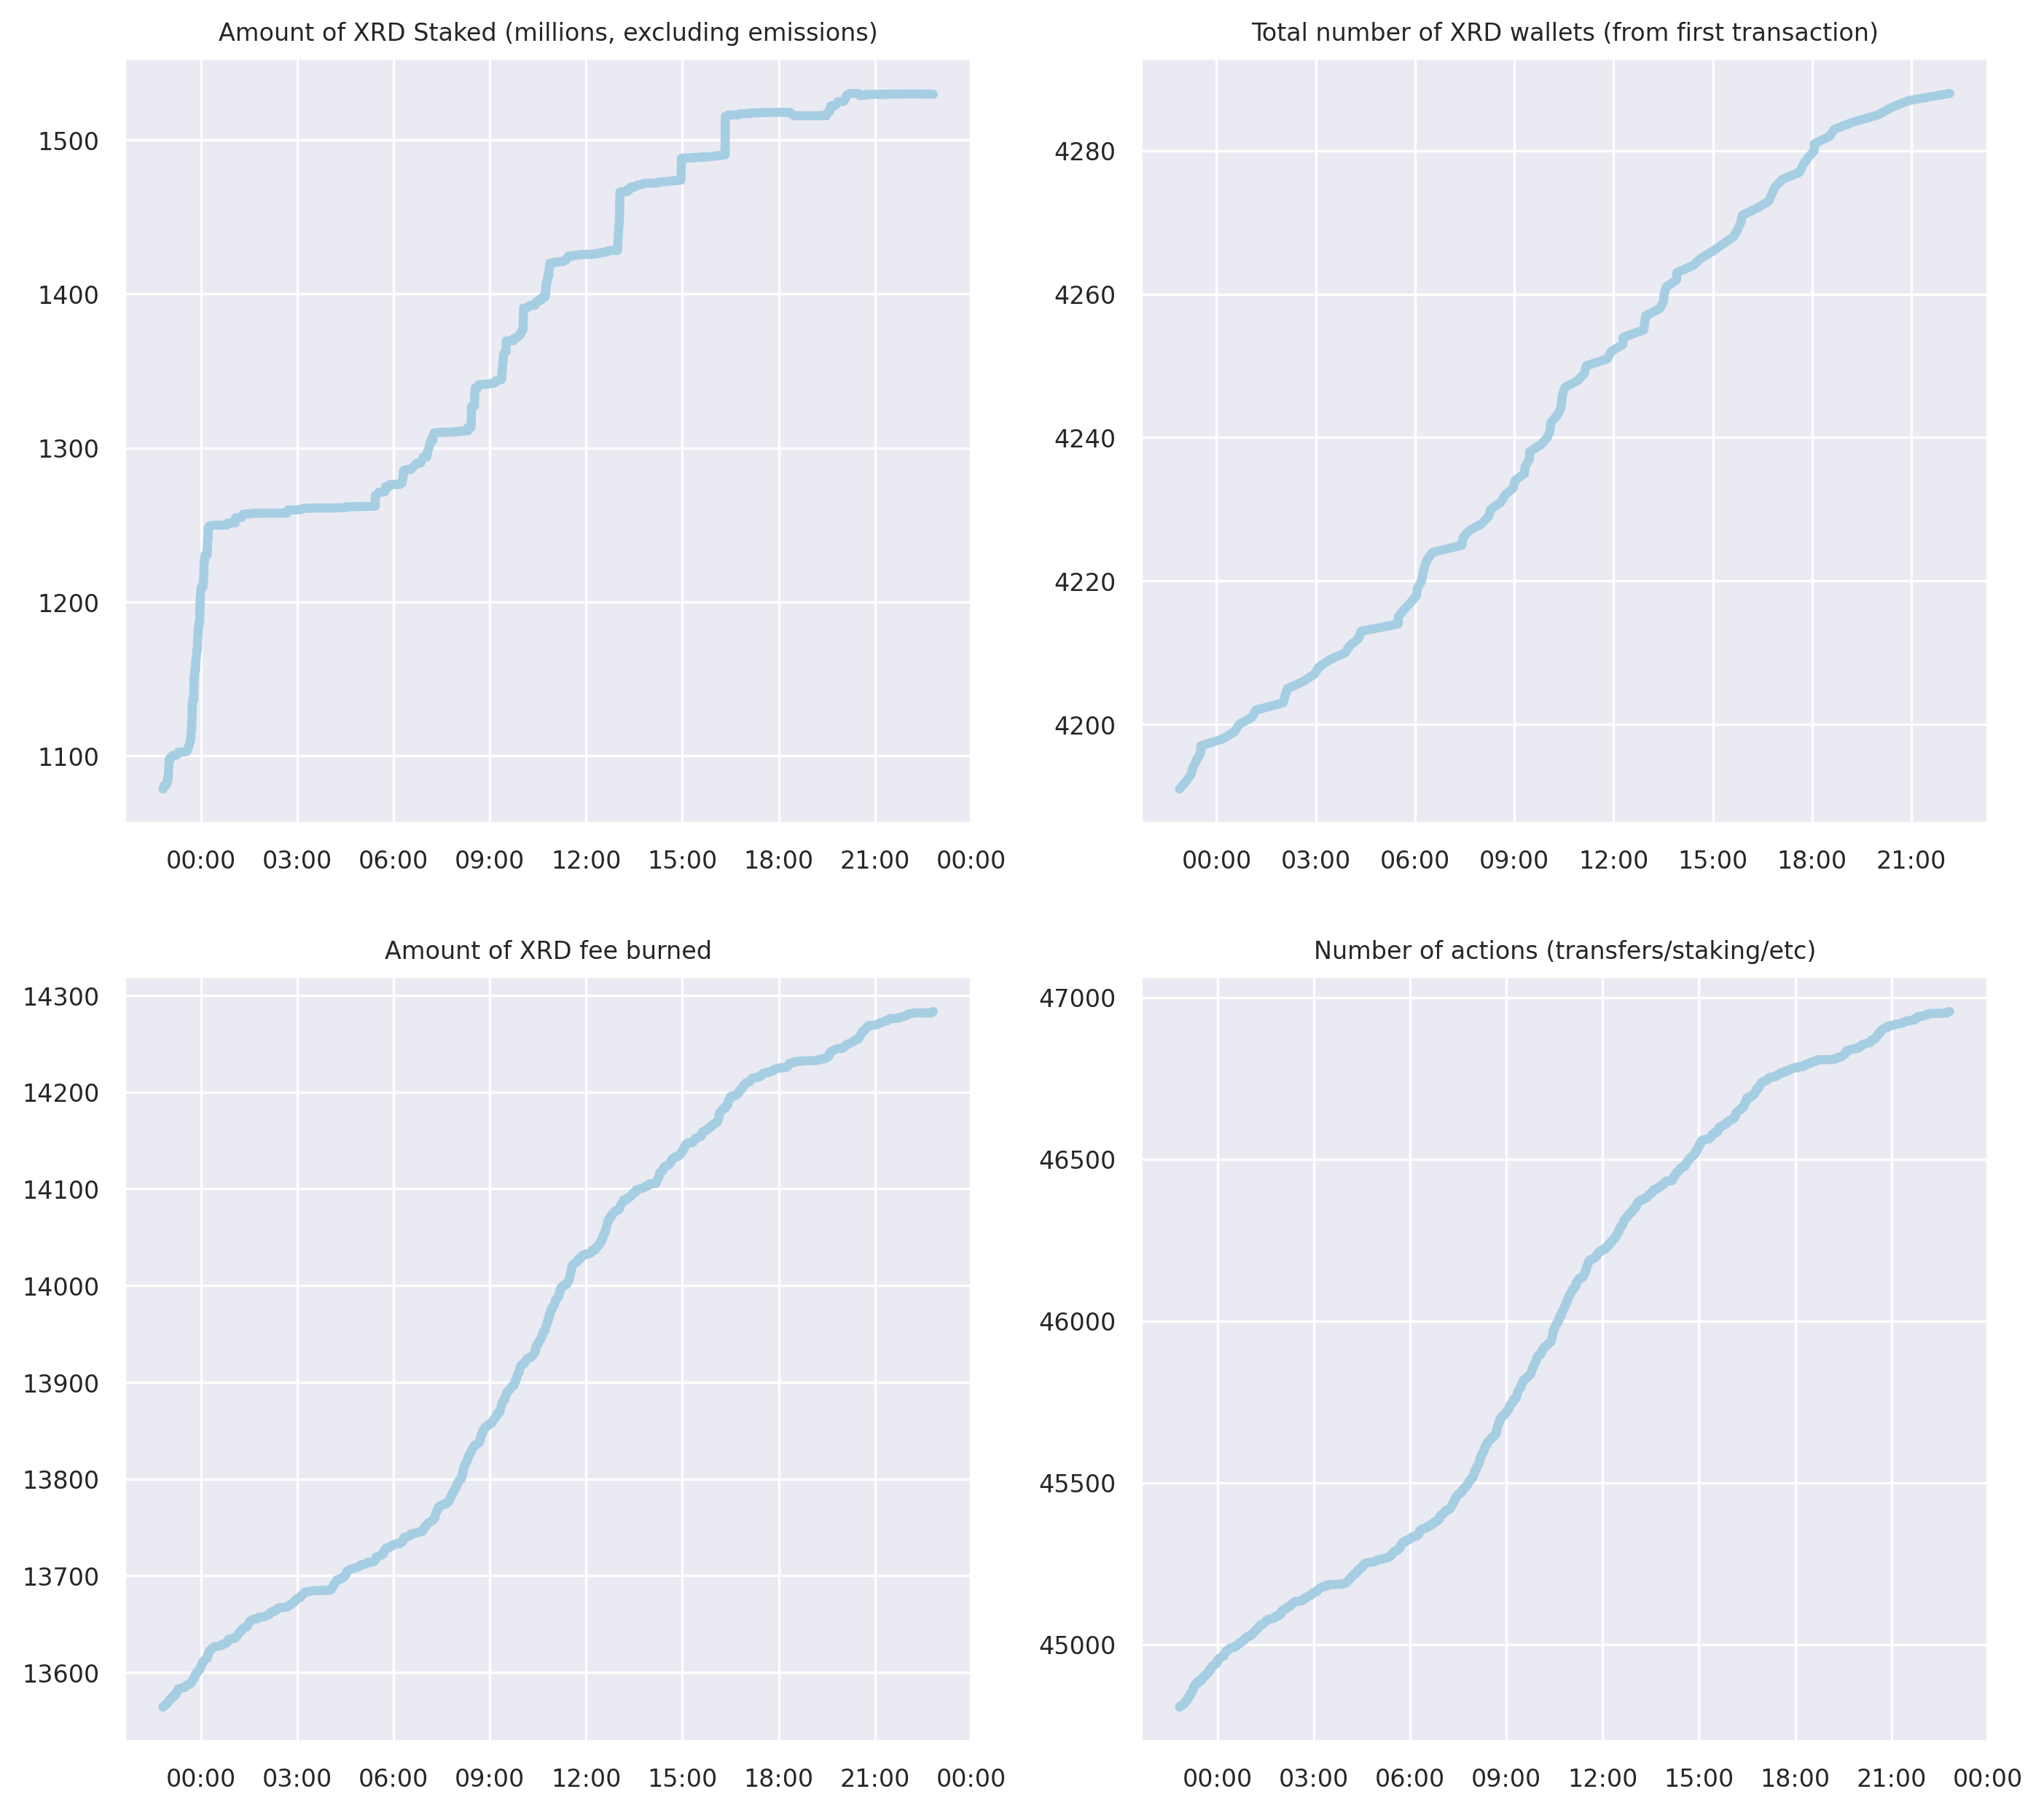 Amount of XRD Staked (millions, excluding emissions)
1500
1400
1300
1200
1100
00:00 03:00 06:00 09:00 12:00 15:00 18:00 21:00 00:00
Total number of XRD wallets (from first transaction)
4280
4260
4240
4220
4200
00:00 03:00 06:00 09:00 12:00 15:00 18:00 21:00
Amount of XRD fee burned
14300
14200
14100
14000
13900
13800
13700
13600
00:00 03:00 06:00 09:00 12:00 15:00 18:00 21:00 00:00
Number of actions (transfers/staking/etc)
47000
46500
46000
45500
45000
00:00 03:00 06:00 09:00 12:00 15:00 18:00 21:00 00:00